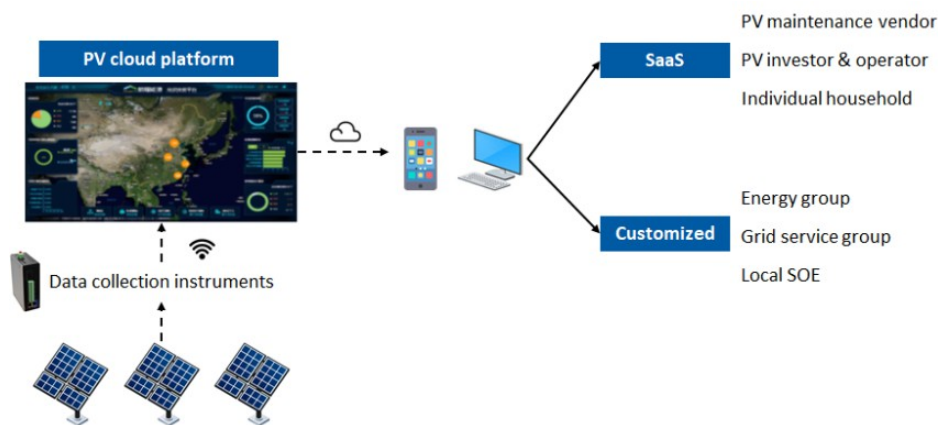 PV cloud platform
Data collection instruments
SaaS
PV maintenance vendor
PV investor & operator
Individual household
Customized
Energy group
Grid service group
Local SOE